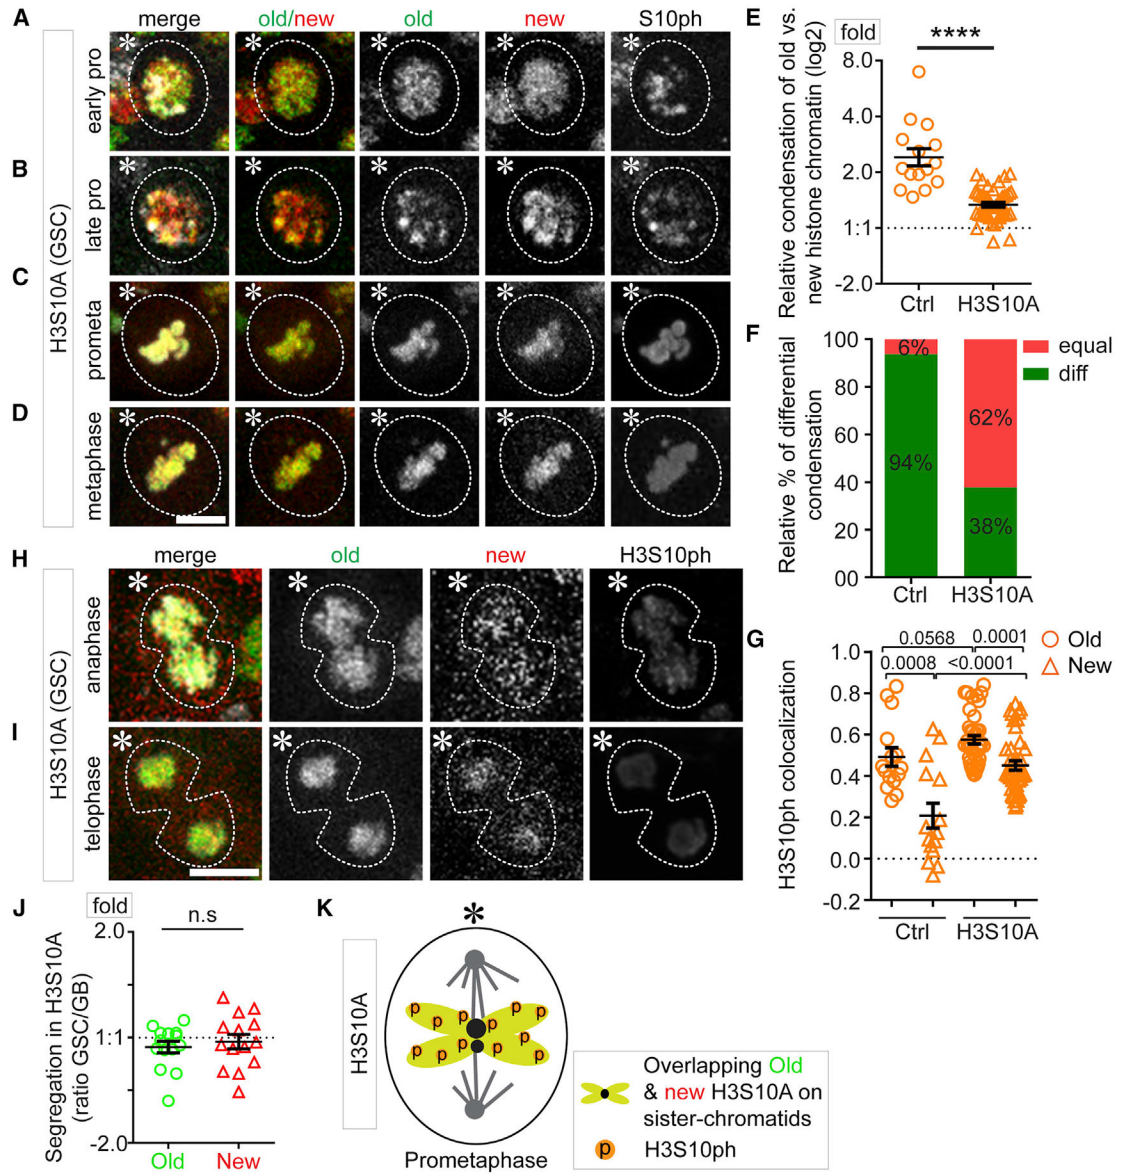 A
merge
old/new
old
new
S10ph
H3S10A (GSC)
early pro
*
*
*
*
*
B
late pro
*
*
*
*
*
C
prometa
*
*
*
*
*
D
metaphase
*
*
*
*
*
E
fold
Relative condensation of old vs.
new histone chromatin (log2)
****
8.0
4.0
2.0
1:1
-2.0
Ctrl
H3S10A
F
Relative % of differential
condensation
100
80
60
40
20
00
6%
94%
62%
38%
Ctrl
H3S10A
equal
diff
G
H3S10ph colocalization
0.0568
0.0001
0.0008
<0.0001
Old
New
1.0
0.8
0.6
0.4
0.2
0.0
-0.2
Ctrl
H3S10A
H
merge
old
new
H3S10ph
H3S10A (GSC)
anaphase
*
*
*
*
I
telophase
*
*
*
*
J
fold
Segregation in H3S10A
(ratio GSC/GB)
n.s
2.0
1:1
-2.0
Old
New
K
*
H3S10A
p
p
p
p
p
p
p
p
p
p
p
p
Prometaphase
Overlapping Old
& new H3S10A on
sister-chromatids
p
H3S10ph